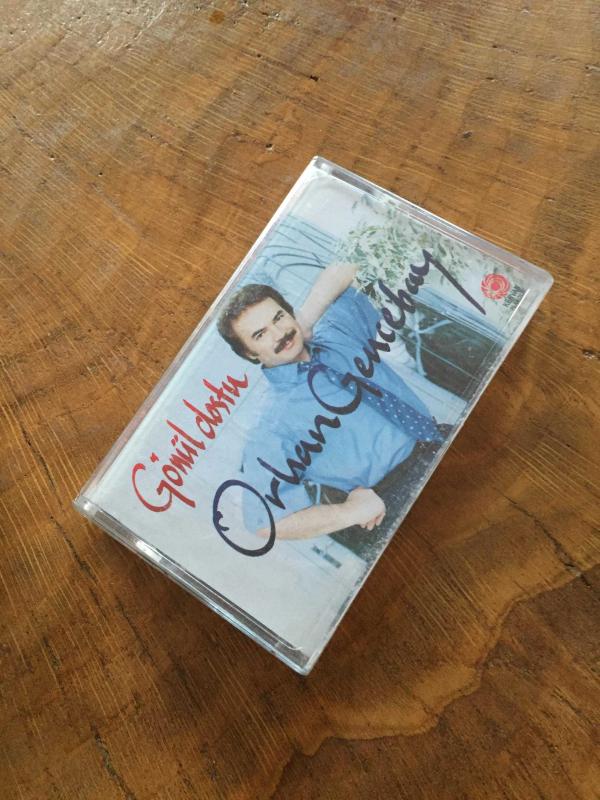 Gönül dostu
Orhan Gencebay